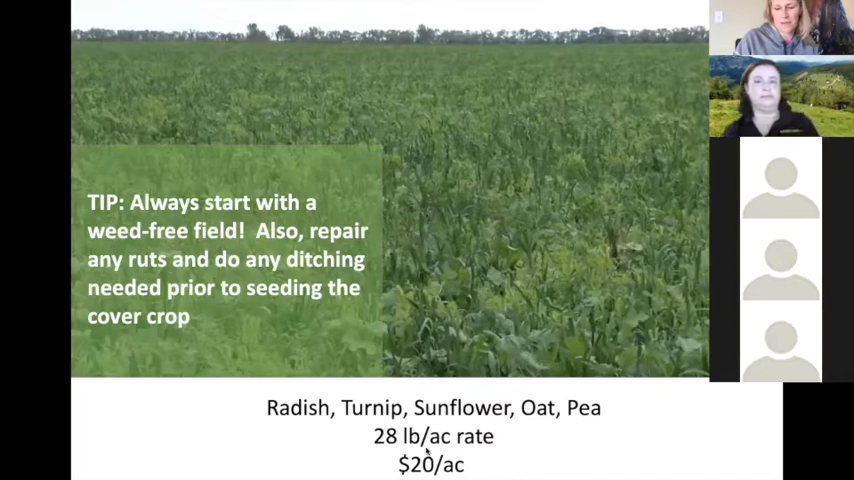 TIP: Always start with a
weed-free field! Also, repair
any ruts and do any ditching
needed prior to seeding the
cover crop
Radish, Turnip, Sunflower, Oat, Pea
28 lb/ac rate
$20/ac